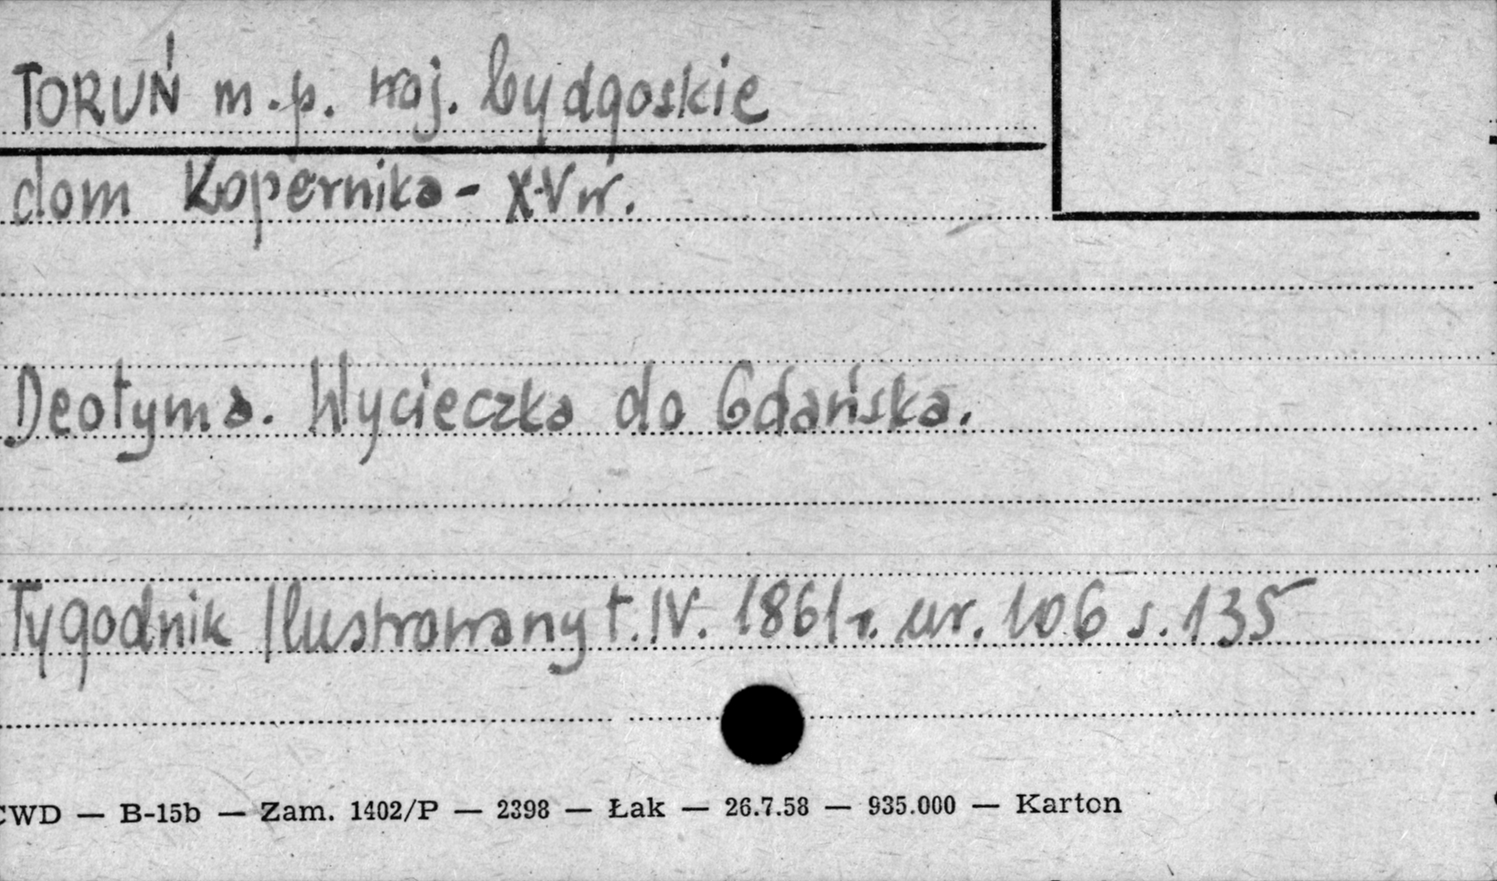 TORUŃ m.p. woj. bydgoskie
dom Kopernika - XV w.
Deotyma. Wycieczka do Gdańska.
Tygodnik Ilustrowany t. IV. 1861 r. nr. 106 s. 135
CWD — B-15b — Zam. 1402/P — 2398 — Łak — 26.7.58 — 935.000 — Karton